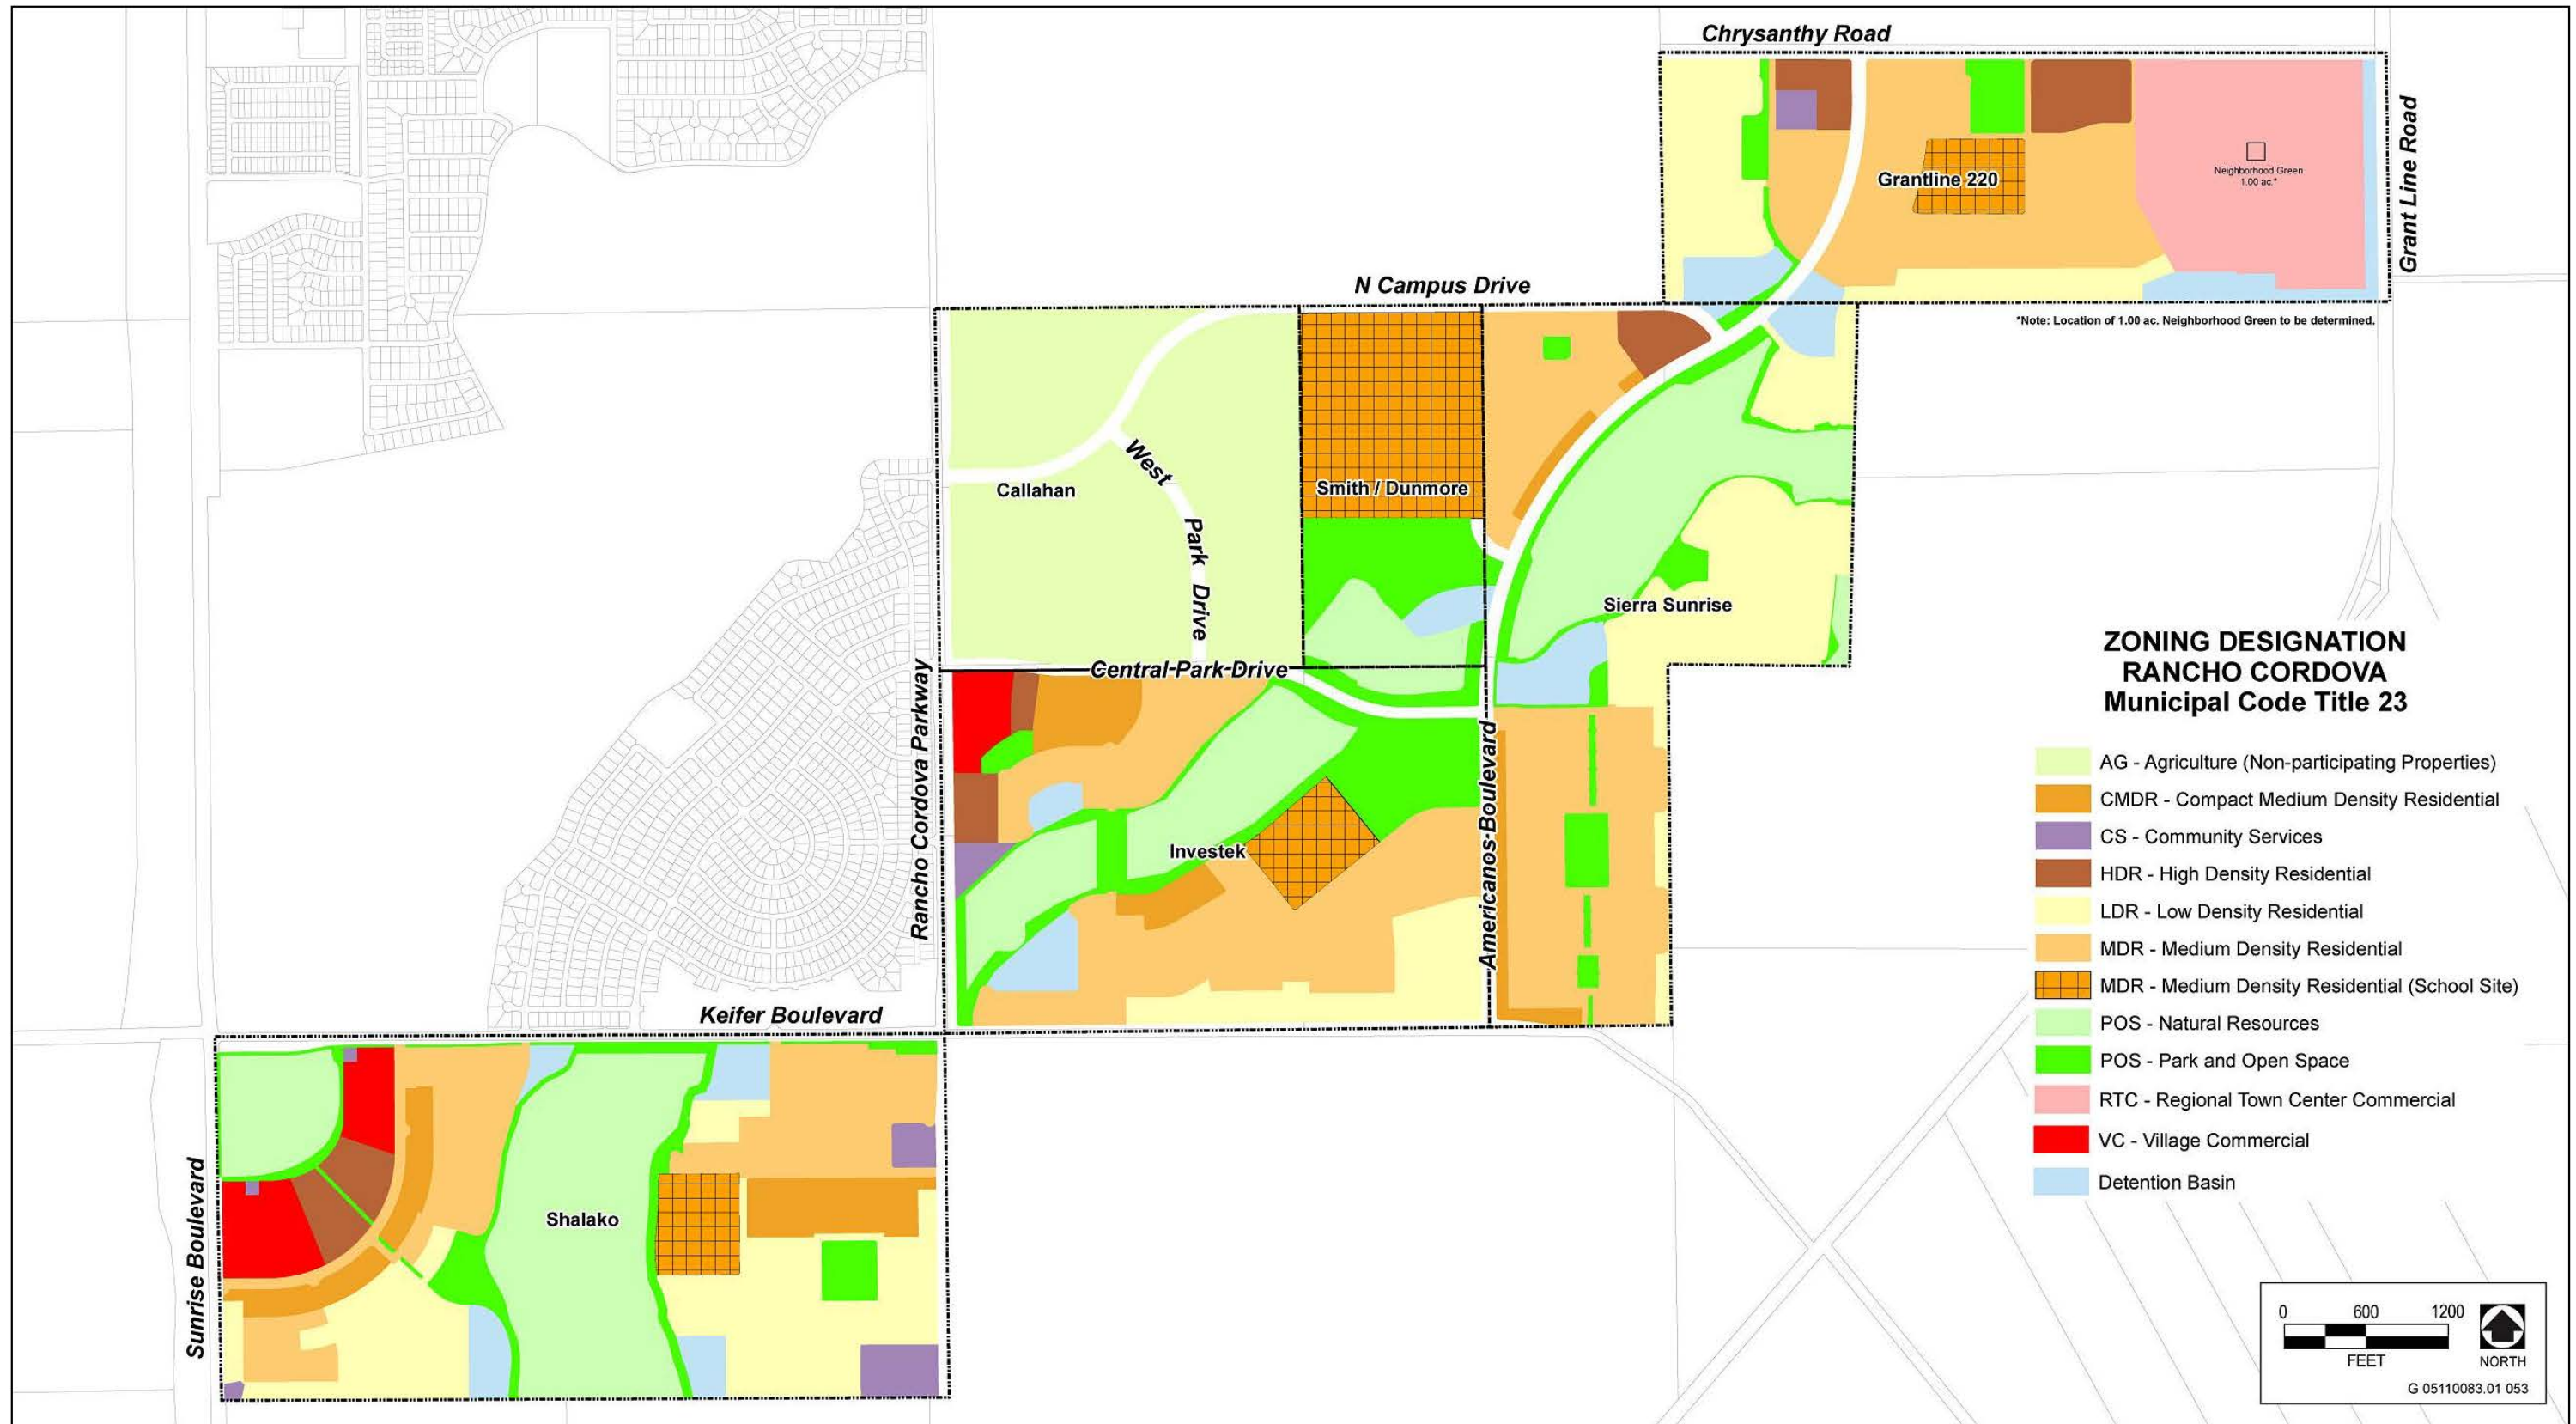 Chrysanthy Road
Grant Line Road
Neighborhood Green
1.00 ac.*
Grantline 220
N Campus Drive
*Note: Location of 1.00 ac. Neighborhood Green to be determined.
West Park Drive
Callahan
Smith / Dunmore
Sierra Sunrise
Central Park Drive
Rancho Cordova Parkway
Americanos Boulevard
Investek
Keifer Boulevard
Sunrise Boulevard
Shalako
ZONING DESIGNATION
RANCHO CORDOVA
Municipal Code Title 23
AG - Agriculture (Non-participating Properties)
CMDR - Compact Medium Density Residential
CS - Community Services
HDR - High Density Residential
LDR - Low Density Residential
MDR - Medium Density Residential
MDR - Medium Density Residential (School Site)
POS - Natural Resources
POS - Park and Open Space
RTC - Regional Town Center Commercial
VC - Village Commercial
Detention Basin
0 600 1200
FEET
NORTH
G 05110083.01 053